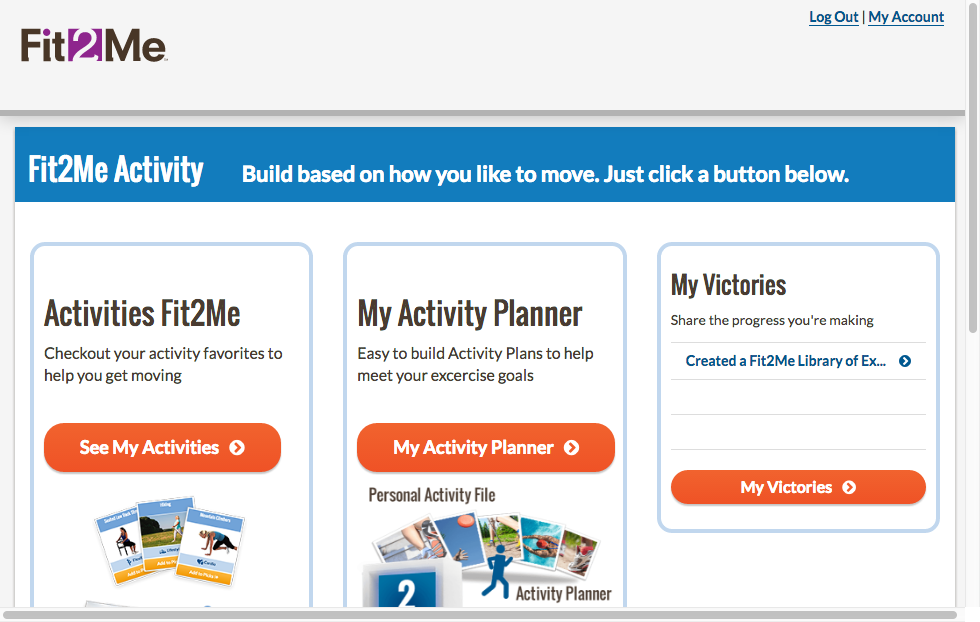 Log Out | My Account
Fit2Me
Fit2Me Activity
Build based on how you like to move. Just click a button below.
Activities Fit2Me
Checkout your activity favorites to
help you get moving
See My Activities
My Activity Planner
Easy to build Activity Plans to help
meet your excercise goals
My Activity Planner
Personal Activity File
2
Activity Planner
My Victories
Share the progress you're making
Created a Fit2Me Library of Ex...
My Victories